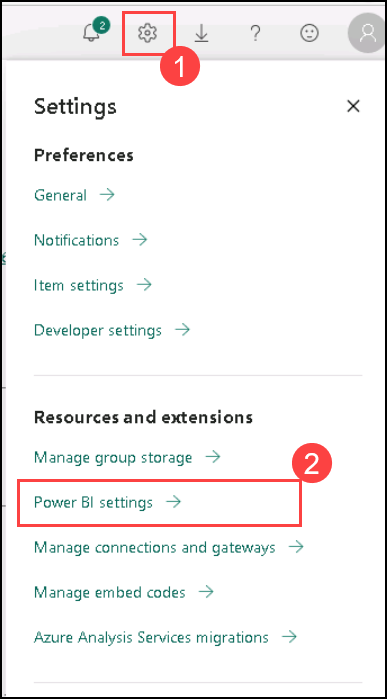 2
?
1
Settings
Preferences
General
Notifications
Item settings
Developer settings
Resources and extensions
Manage group storage
2
Power BI settings
Manage connections and gateways
Manage embed codes
Azure Analysis Services migrations